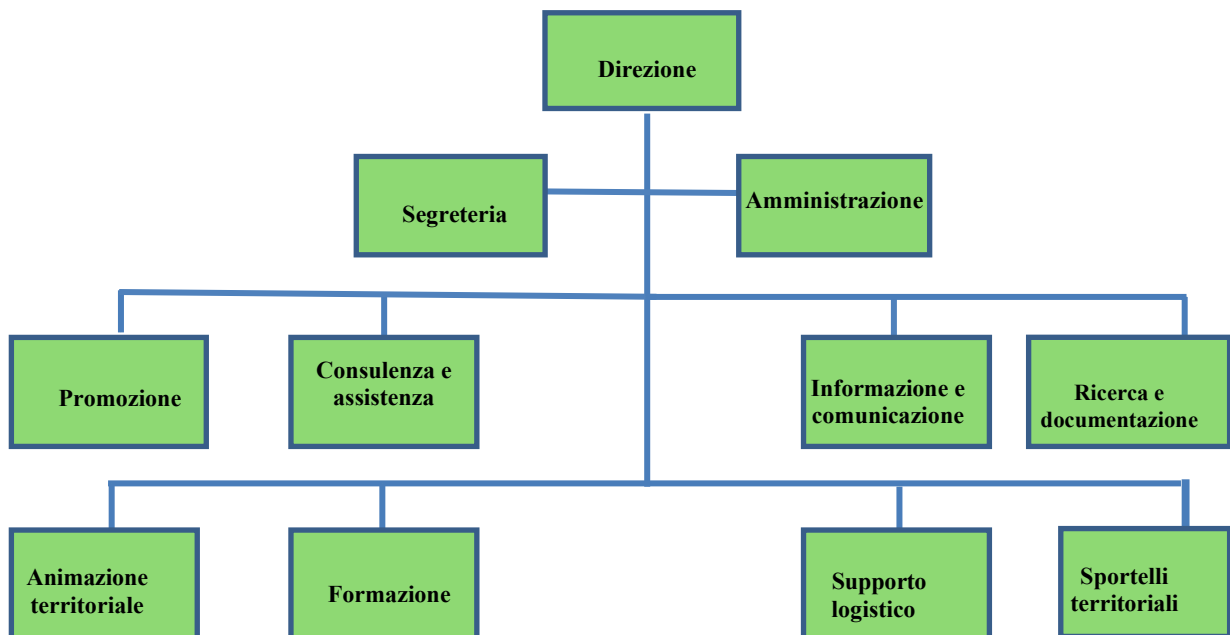 Direzione
Segreteria
Amministrazione
Promozione
Consulenza e
assistenza
Informazione e
comunicazione
Ricerca e
documentazione
Animazione
territoriale
Formazione
Supporto
logistico
Sportelli
territoriali